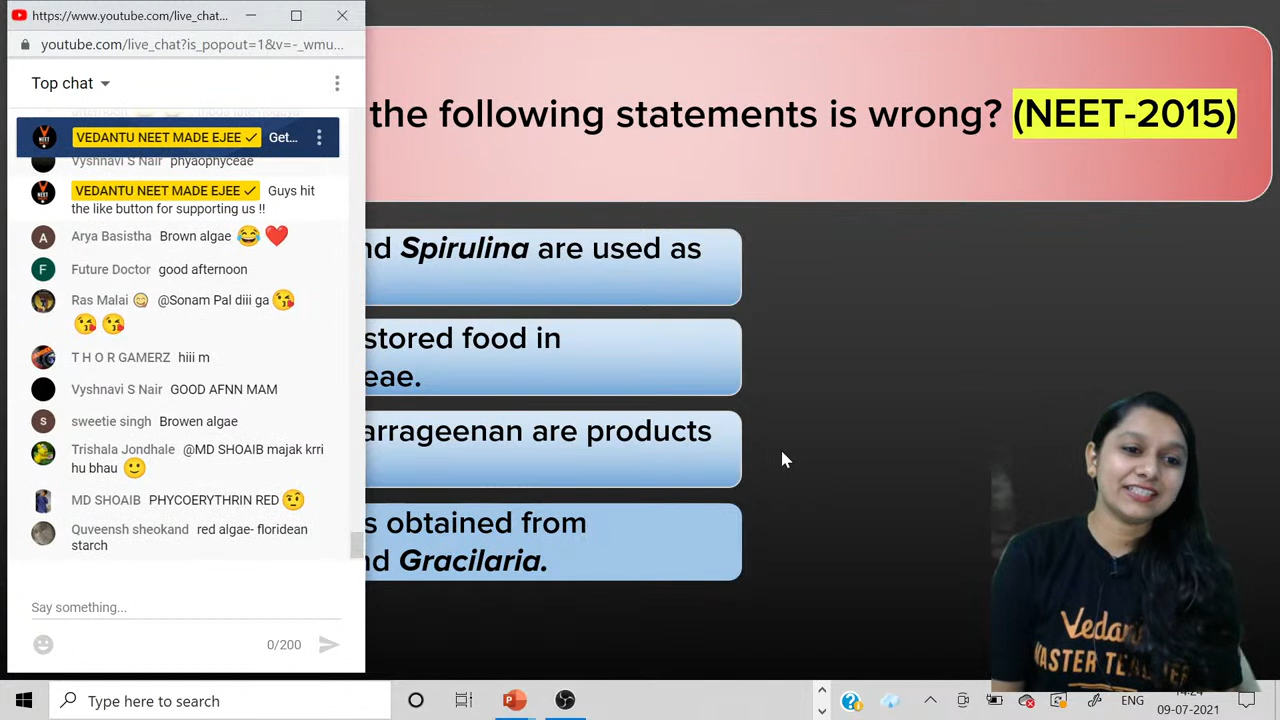 https://www.youtube.com/live_chat...
youtube.com/live_chat?is_popout=1&v=-_wmu...
Top chat
VEDANTU NEET MADE EJEE ✓ Get...
Vyshnavi S Nair phyaophyceae
VEDANTU NEET MADE EJEE ✓ Guys hit
the like button for supporting us !!
Arya Basistha Brown algae 😂 ❤️
F Future Doctor good afternoon
Ras Malai 😋 @Sonam Pal diii ga 😘
😘 😘
T H O R GAMERZ hiii m
Vyshnavi S Nair GOOD AFNN MAM
s sweetie singh Browen algae
Trishala Jondhale @MD SHOAIB majak krri
hu bhau 🙂
MD SHOAIB PHYCOERYTHRIN RED 🤨
Quveensh sheokand red algae- floridean
starch
Say something...
0/200
the following statements is wrong? (NEET-2015)
nd Spirulina are used as
stored food in
eae.
arrageenan are products
s obtained from
nd Gracilaria.
Vedan
MASTER TE
Type here to search
ENG
14:24
09-07-2021